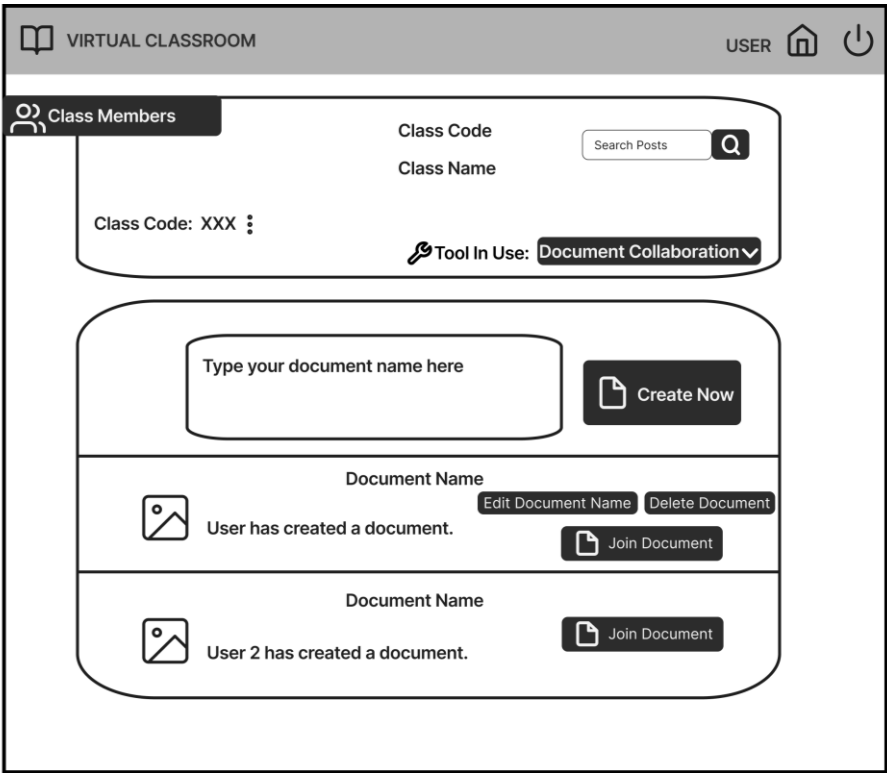 VIRTUAL CLASSROOM
USER
Class Members
Class Code
Search Posts
Class Name
Class Code: XXX
Tool In Use:
Document Collaboration
Type your document name here
Create Now
Document Name
Edit Document Name
Delete Document
User has created a document.
Join Document
Document Name
Join Document
User 2 has created a document.